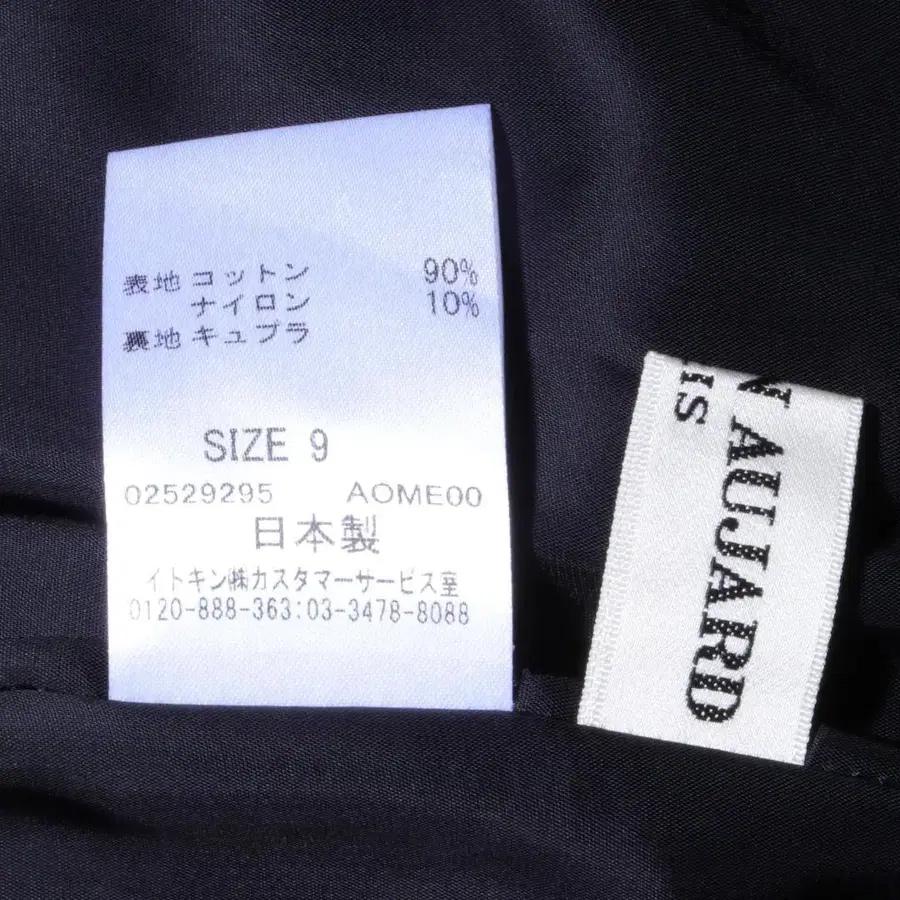 表地 コットン 90%
ナイロン 10%
裏地 キュプラ
SIZE 9
02529295 AOME00
日本製
イトキン㈱カスタマーサービス室
0120-888-363:03-3478-8088
N AUJARD
IS